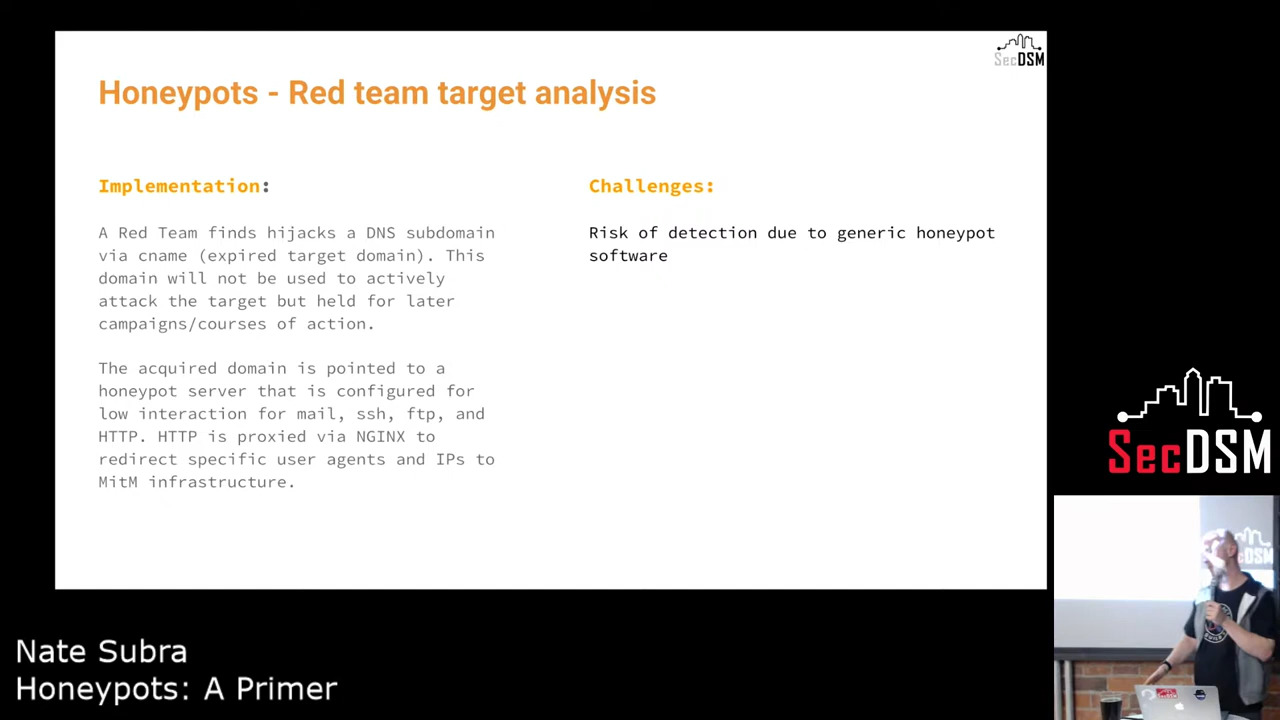 SecDSM
Honeypots - Red team target analysis
Implementation:
A Red Team finds hijacks a DNS subdomain
via cname (expired target domain). This
domain will not be used to actively
attack the target but held for later
campaigns/courses of action.
The acquired domain is pointed to a
honeypot server that is configured for
low interaction for mail, ssh, ftp, and
HTTP. HTTP is proxied via NGINX to
redirect specific user agents and IPs to
MitM infrastructure.
Challenges:
Risk of detection due to generic honeypot
software
SecDSM
Nate Subra
Honeypots: A Primer